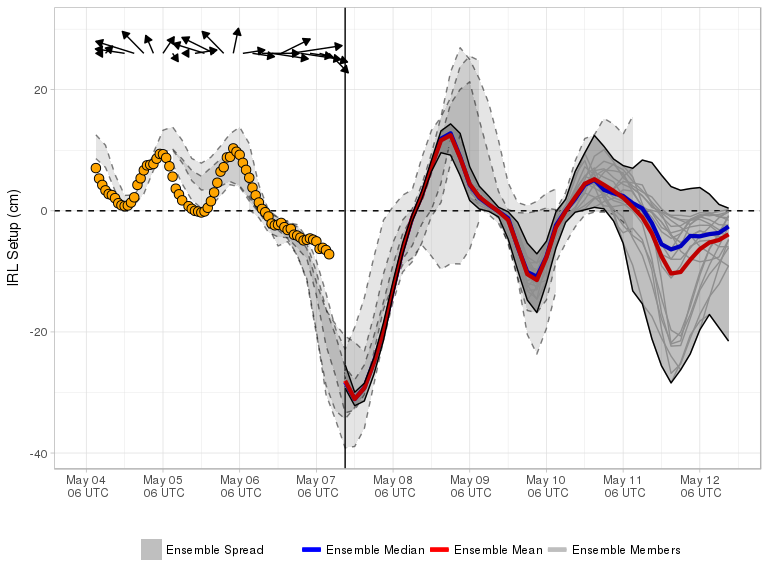 IRL Setup (cm)
20
0
-20
-40
May 04 May 05 May 06 May 07 May 08 May 09 May 10 May 11 May 12
06 UTC 06 UTC 06 UTC 06 UTC 06 UTC 06 UTC 06 UTC 06 UTC 06 UTC
Ensemble Spread Ensemble Median Ensemble Mean Ensemble Members